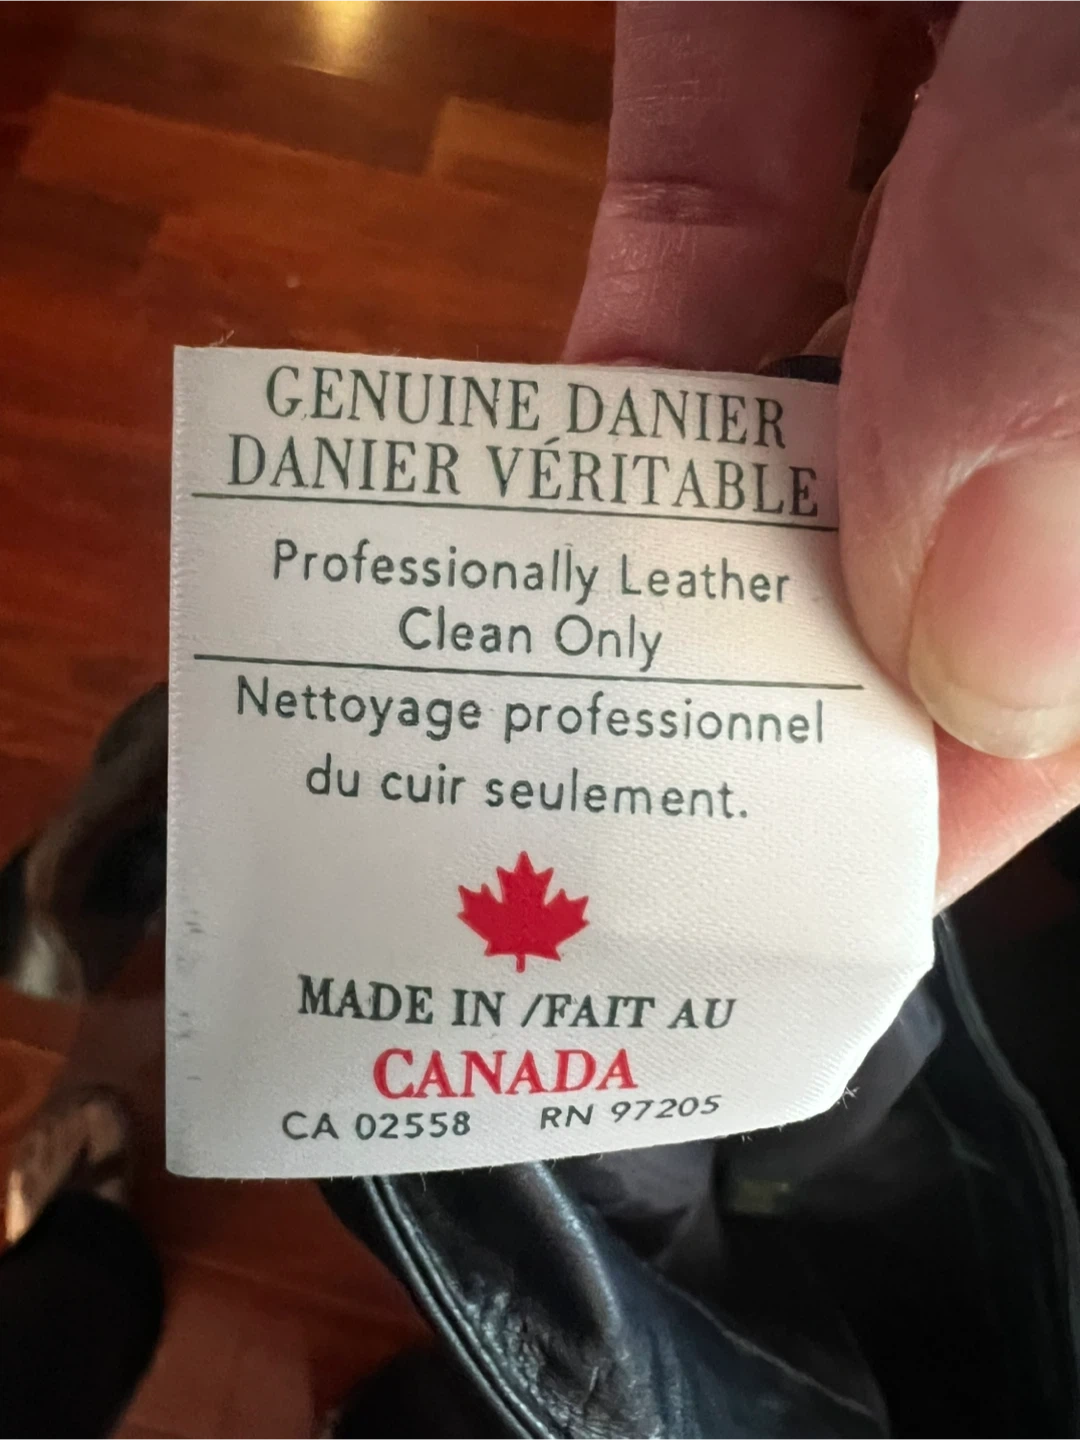 GENUINE DANIER
DANIER VÉRITABLE
Professionally Leather
Clean Only
Nettoyage professionnel
du cuir seulement.
MADE IN /FAIT AU
CANADA
CA 02558 RN 97205